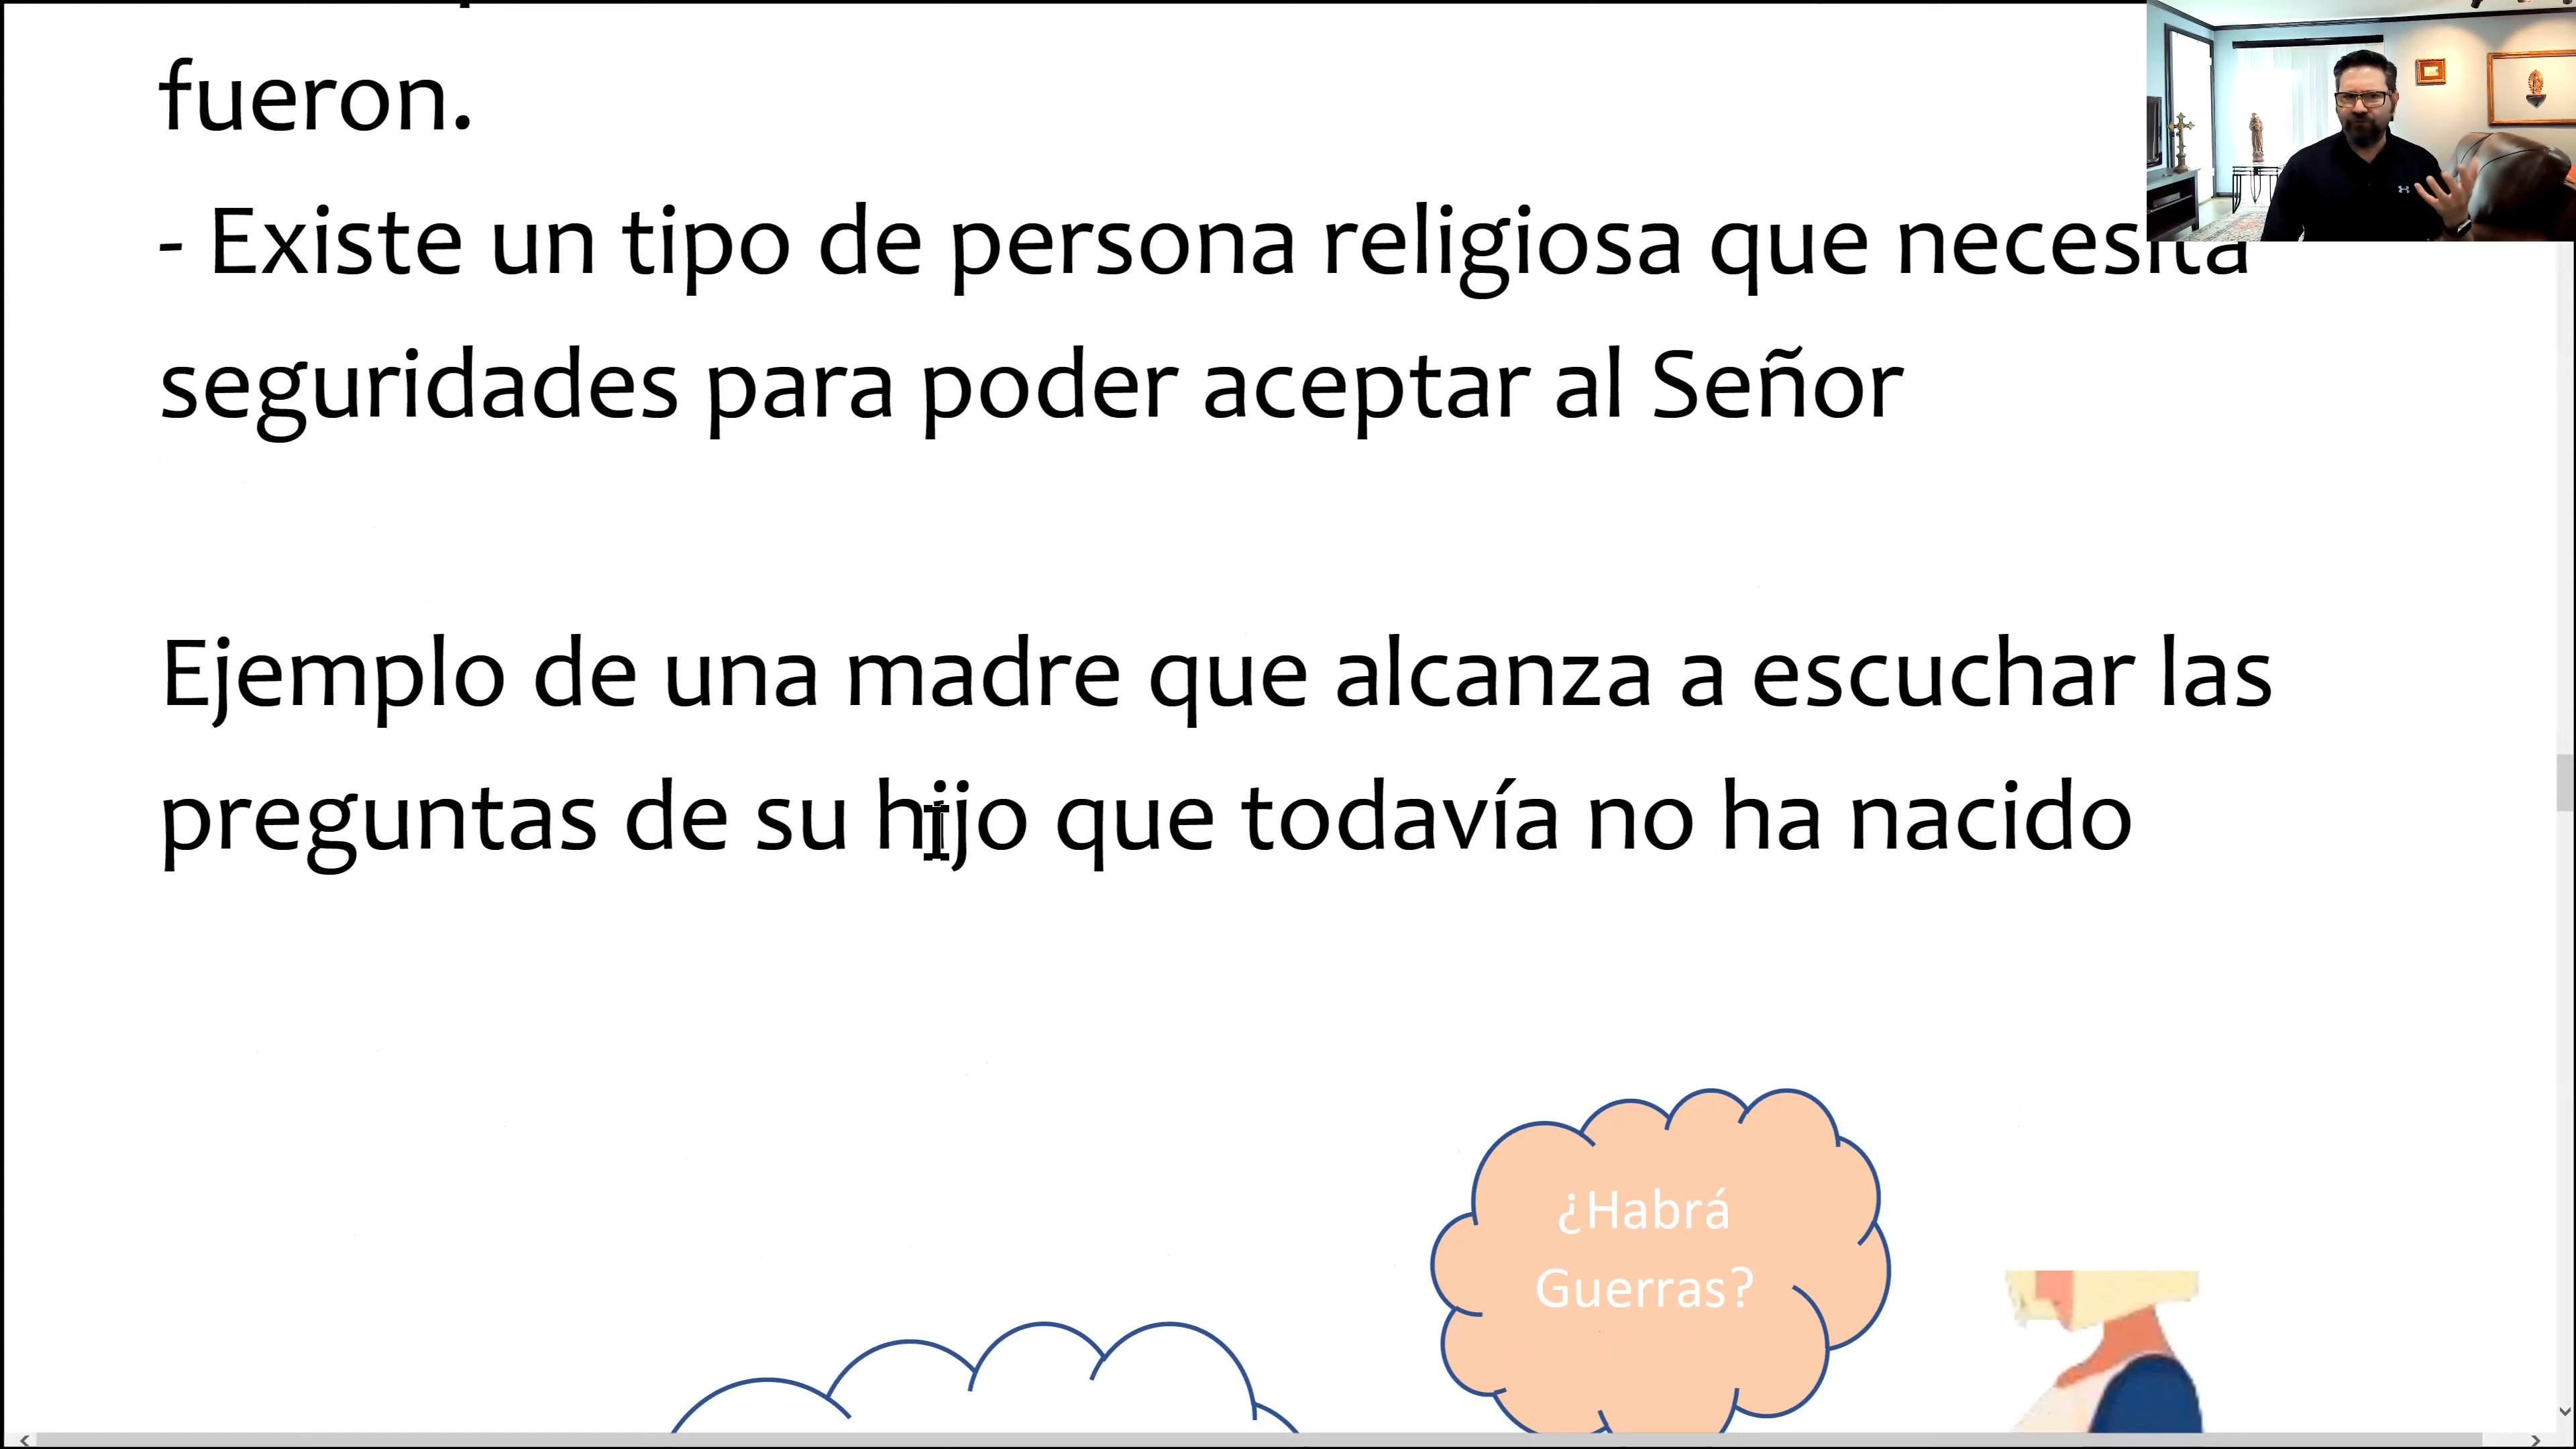 fueron.
- Existe un tipo de persona religiosa que necesita
seguridades para poder aceptar al Señor
Ejemplo de una madre que alcanza a escuchar las
preguntas de su hijo que todavía no ha nacido
¿Habrá
Guerras?